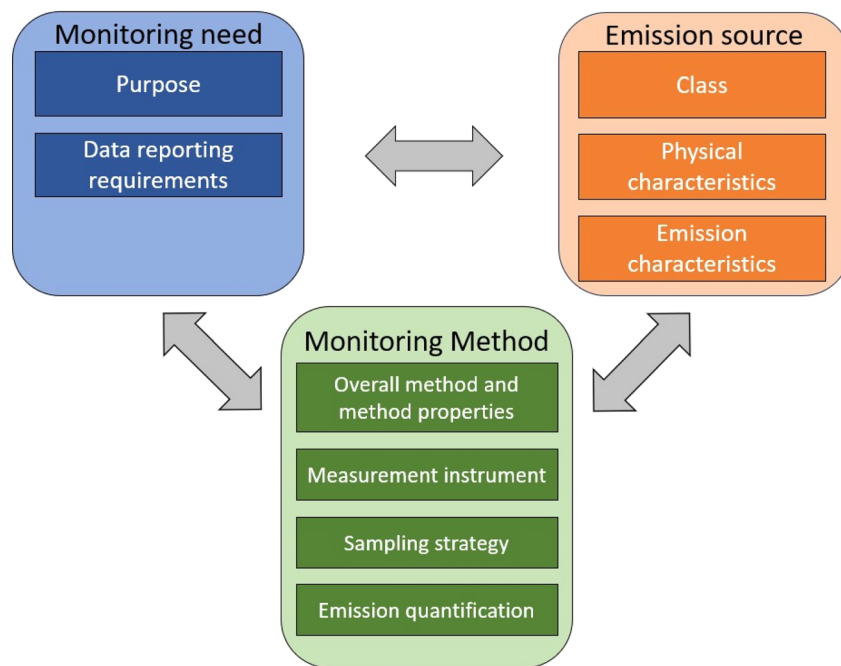 Monitoring need
Purpose
Data reporting
requirements
Emission source
Class
Physical
characteristics
Emission
characteristics
Monitoring Method
Overall method and
method properties
Measurement instrument
Sampling strategy
Emission quantification